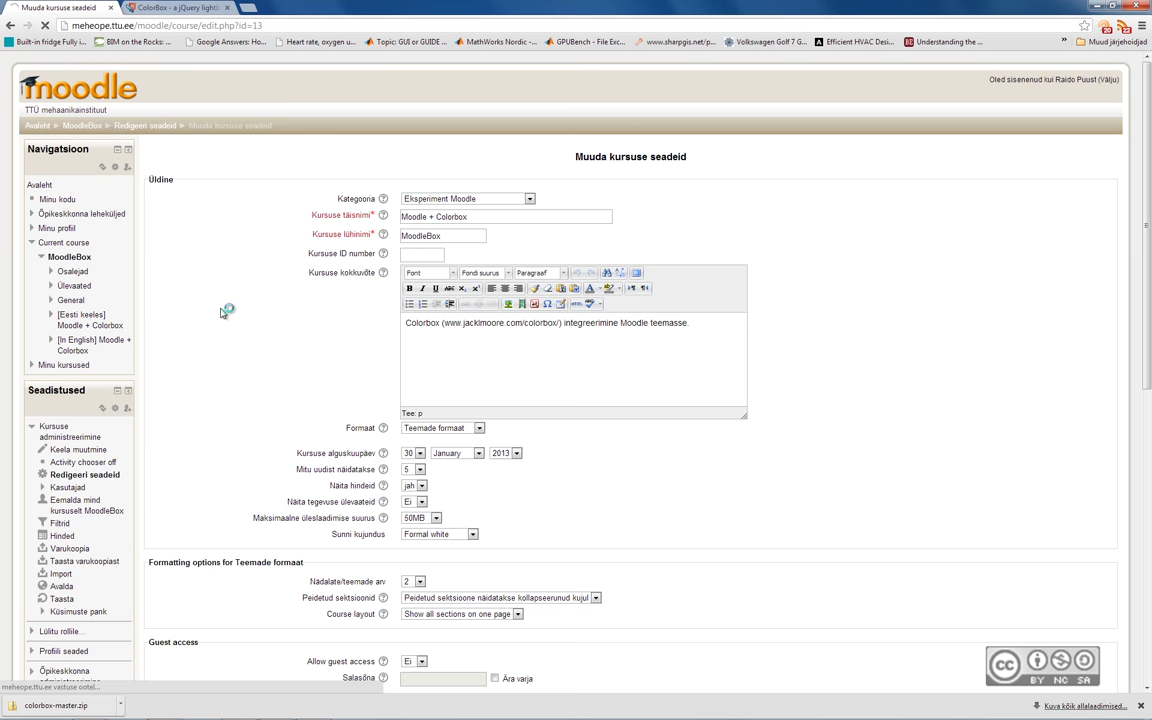 Muuda kursuse seadeid
ColorBox - a jQuery lightb
meheope.ttu.ee/moodle/course/edit.php?id=13
Built-in fridge Fully i...
BIM on the Rocks: ...
Google Answers: Ho...
Heart rate, oxygen u...
Topic: GUI or GUIDE ...
MathWorks Nordic -...
GPUBench - File Exc...
www.sharpgis.net/p...
Volkswagen Golf 7 G...
Efficient HVAC Desi...
Understanding the ...
»
Muud järjehoidjad
moodle
Oled sisenenud kui Raido Puust (Välju)
TTÜ mehaanikainstituut
Avaleht ► MoodleBox ► Redigeeri seadeid ► Muuda kursuse seadeid
Navigatsioon
Avaleht
Minu kodu
Õpikeskkonna leheküljed
Minu profiil
Current course
MoodleBox
Osalejad
Ülevaated
General
[Eesti keeles]
Moodle + Colorbox
[In English] Moodle +
Colorbox
Minu kursused
Seadistused
Kursuse
administreerimine
Keela muutmine
Activity chooser off
Redigeeri seadeid
Kasutajad
Eemalda mind
kursuselt MoodleBox
Filtrid
Hinded
Varukoopia
Taasta varukoopiast
Import
Avalda
Taasta
Küsimuste pank
Lülitu rollile...
Profiili seaded
Õpikeskkonna
Muuda kursuse seadeid
Üldine
Kategooria Eksperiment Moodle
Kursuse täisnimi* Moodle + Colorbox
Kursuse lühinimi* MoodleBox
Kursuse ID number
Kursuse kokkuvõte
Font Fondi suurus Paragraaf
B I U ABC
HTML
Colorbox (www.jacklmoore.com/colorbox/) integreerimine Moodle teemasse.
Tee: p
Formaat Teemade formaat
Kursuse alguskuupäev 30 January 2013
Mitu uudist näidatakse 5
Näita hindeid jah
Näita tegevuse ülevaateid Ei
Maksimaalne üleslaadimise suurus 50MB
Sunni kujundus Formal white
Formatting options for Teemade formaat
Nädalate/teemade arv 2
Peidetud sektsioonid Peidetud sektsioone näidatakse kollapseerunud kujul
Course layout Show all sections on one page
Guest access
Allow guest access Ei
Salasõna Ära varja
CC BY NC SA
meheope.ttu.ee vastuse ootel...
colorbox-master.zip
Kuva kõik allalaadimised...